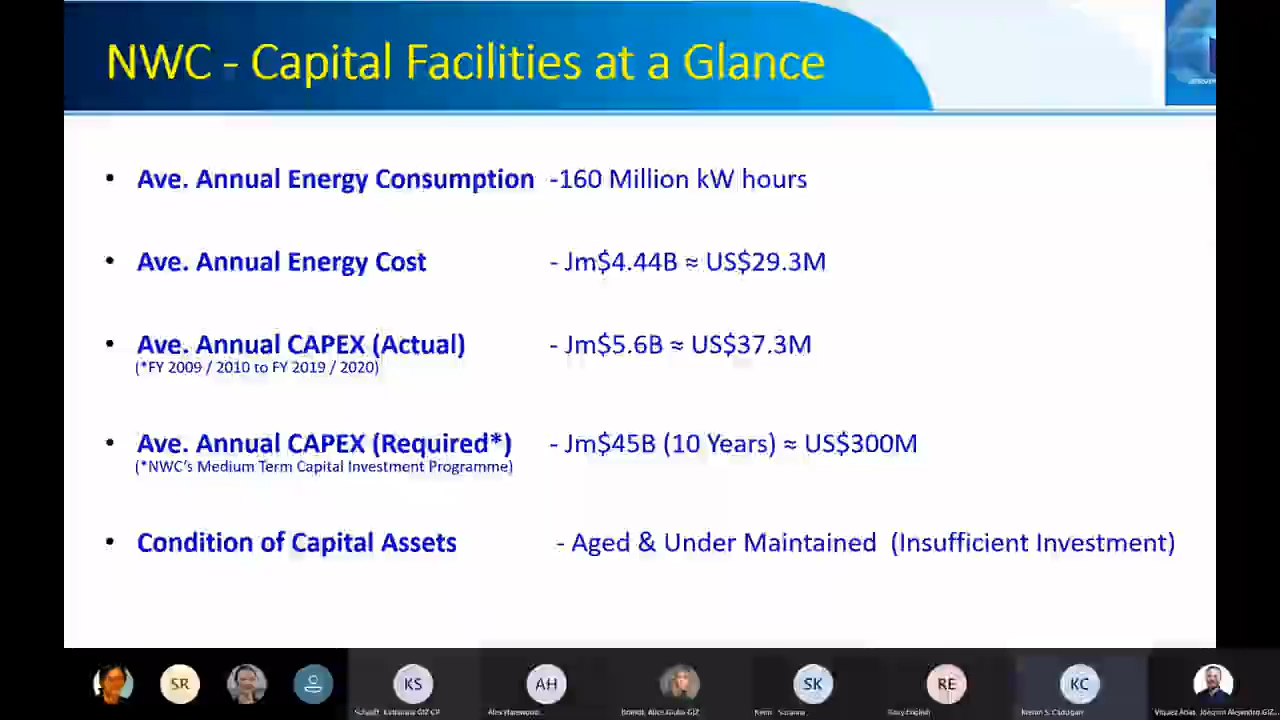 NWC - Capital Facilities at a Glance
• Ave. Annual Energy Consumption -160 Million kW hours
• Ave. Annual Energy Cost - Jm$4.44B ≈ US$29.3M
• Ave. Annual CAPEX (Actual) - Jm$5.6B ≈ US$37.3M
(*FY 2009 / 2010 to FY 2019 / 2020)
• Ave. Annual CAPEX (Required*) - Jm$45B (10 Years) ≈ US$300M
(*NWC's Medium Term Capital Investment Programme)
• Condition of Capital Assets - Aged & Under Maintained (Insufficient Investment)
SR KS AH SK RE KC